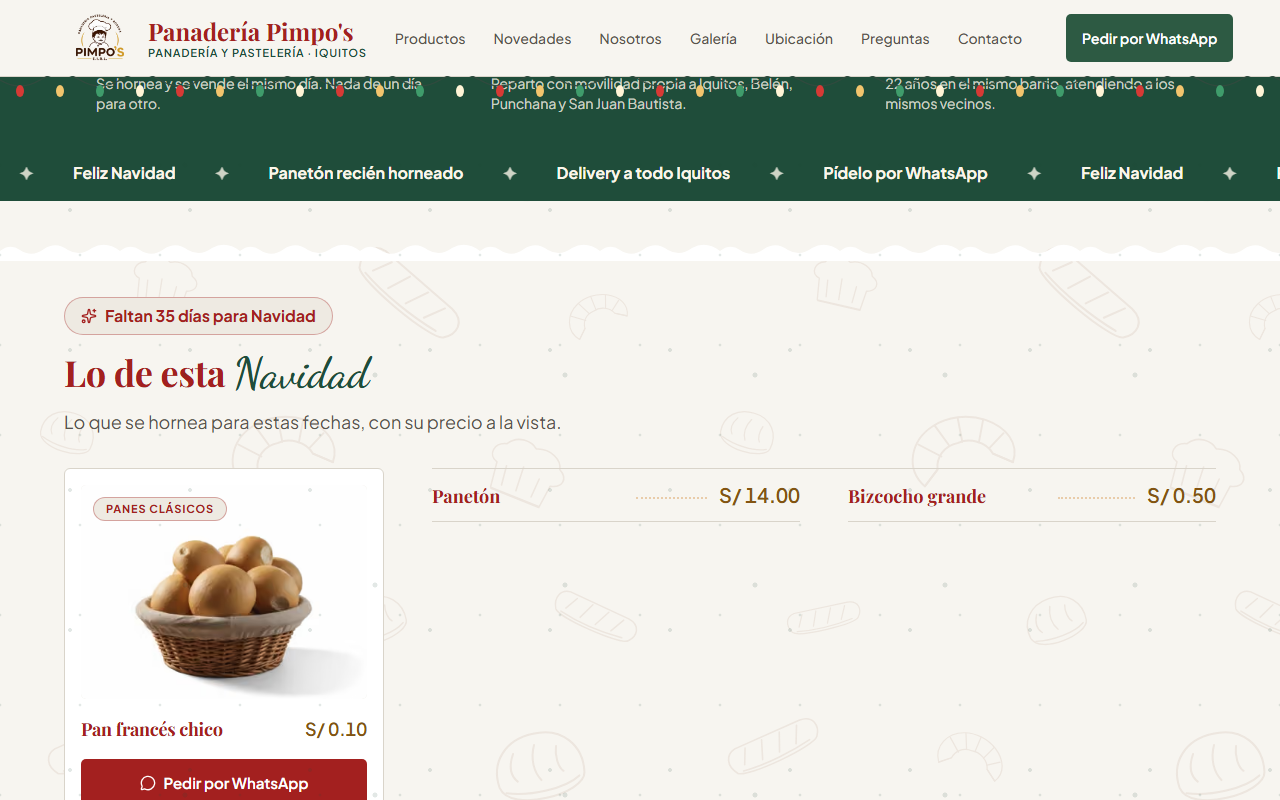 PIMPO'S
Panadería Pimpo's
PANADERÍA Y PASTELERÍA · IQUITOS
Productos
Novedades
Nosotros
Galería
Ubicación
Preguntas
Contacto
Pedir por WhatsApp
Se hornea y se vende el mismo día. Nada de un día
para otro.
Reparto con movilidad propia a Iquitos, Belén,
Punchana y San Juan Bautista.
22 años en el mismo barrio, atendiendo a los
mismos vecinos.
Feliz Navidad
Panetón recién horneado
Delivery a todo Iquitos
Pídelo por WhatsApp
Feliz Navidad
Faltan 35 días para Navidad
Lo de esta Navidad
Lo que se hornea para estas fechas, con su precio a la vista.
PANES CLÁSICOS
Pan francés chico S/ 0.10
Pedir por WhatsApp
Panetón S/ 14.00
Bizcocho grande S/ 0.50